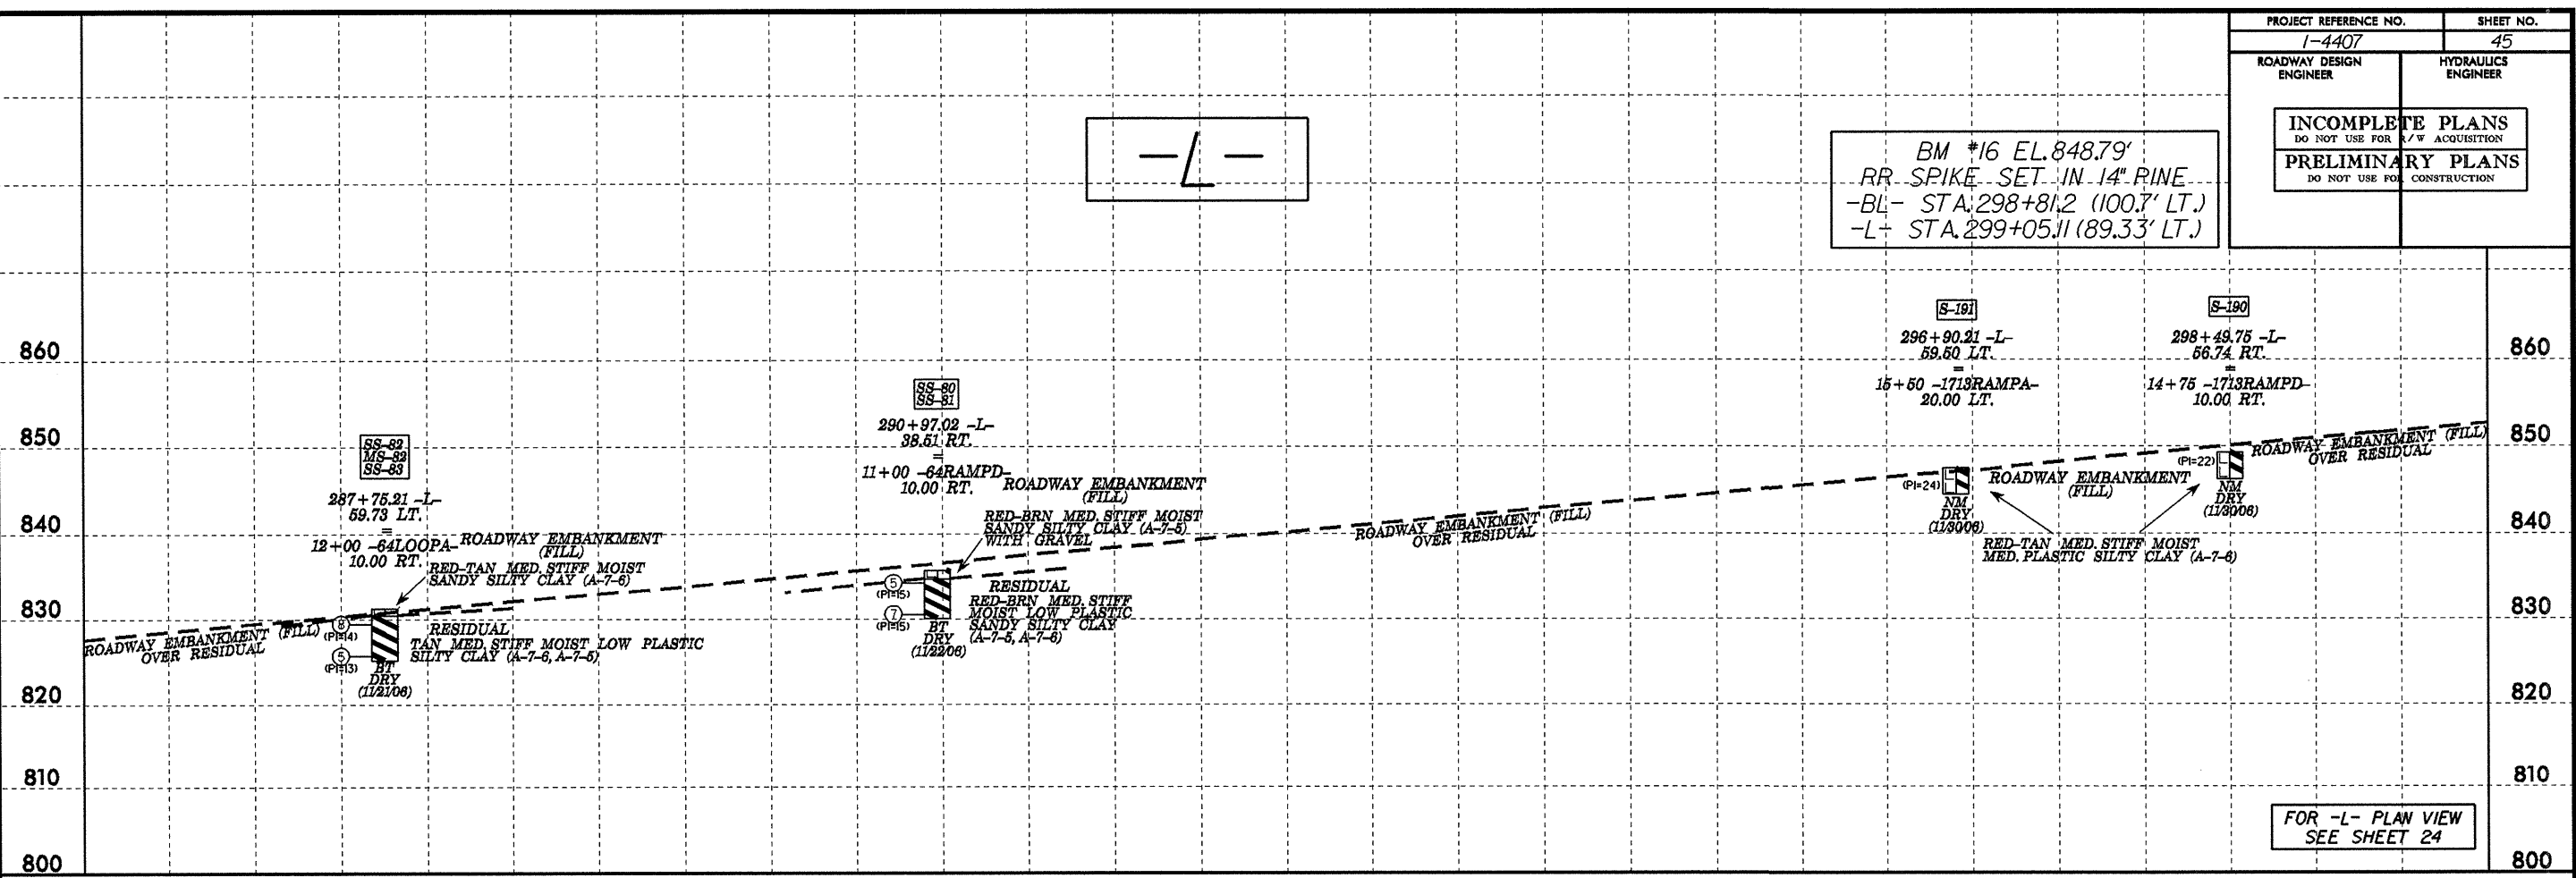 PROJECT REFERENCE NO.
SHEET NO.
I-4407
45
ROADWAY DESIGN
ENGINEER
HYDRAULICS
ENGINEER
INCOMPLETE PLANS
DO NOT USE FOR R/W ACQUISITION
PRELIMINARY PLANS
DO NOT USE FOR CONSTRUCTION
-L-
BM #16 EL. 848.79'
RR SPIKE SET IN 14" PINE
-BL- STA. 298+81.2 (100.7' LT.)
-L- STA. 299+05.11 (89.33' LT.)
860
850
840
830
820
810
800
SS-82
MS-82
SS-83
287+75.21 -L-
59.73 LT.
=
12+00 -64LOOPA-
10.00 RT.
ROADWAY EMBANKMENT
(FILL)
RED-TAN MED. STIFF MOIST
SANDY SILTY CLAY (A-7-6)
ROADWAY EMBANKMENT (FILL)
OVER RESIDUAL
8
(PI=14)
5
(PI=13)
BT
DRY
(11/21/06)
RESIDUAL
TAN MED. STIFF MOIST LOW PLASTIC
SILTY CLAY (A-7-6, A-7-5)
SS-80
SS-81
290+97.02 -L-
38.51 RT.
=
11+00 -64RAMPD-
10.00 RT.
ROADWAY EMBANKMENT
(FILL)
RED-BRN MED. STIFF MOIST
SANDY SILTY CLAY (A-7-5)
WITH GRAVEL
5
(PI=15)
7
(PI=15)
BT
DRY
(11/22/06)
RESIDUAL
RED-BRN MED. STIFF
MOIST LOW PLASTIC
SANDY SILTY CLAY
(A-7-5, A-7-6)
ROADWAY EMBANKMENT (FILL)
OVER RESIDUAL
S-191
296+90.21 -L-
59.50 LT.
=
15+50 -1713RAMPA-
20.00 LT.
(PI=24)
NM
DRY
(11/30/06)
ROADWAY EMBANKMENT
(FILL)
RED-TAN MED. STIFF MOIST
MED. PLASTIC SILTY CLAY (A-7-6)
S-190
298+49.75 -L-
56.74 RT.
=
14+75 -1713RAMPD-
10.00 RT.
(PI=22)
NM
DRY
(11/30/06)
ROADWAY EMBANKMENT (FILL)
OVER RESIDUAL
860
850
840
830
820
810
800
FOR -L- PLAN VIEW
SEE SHEET 24